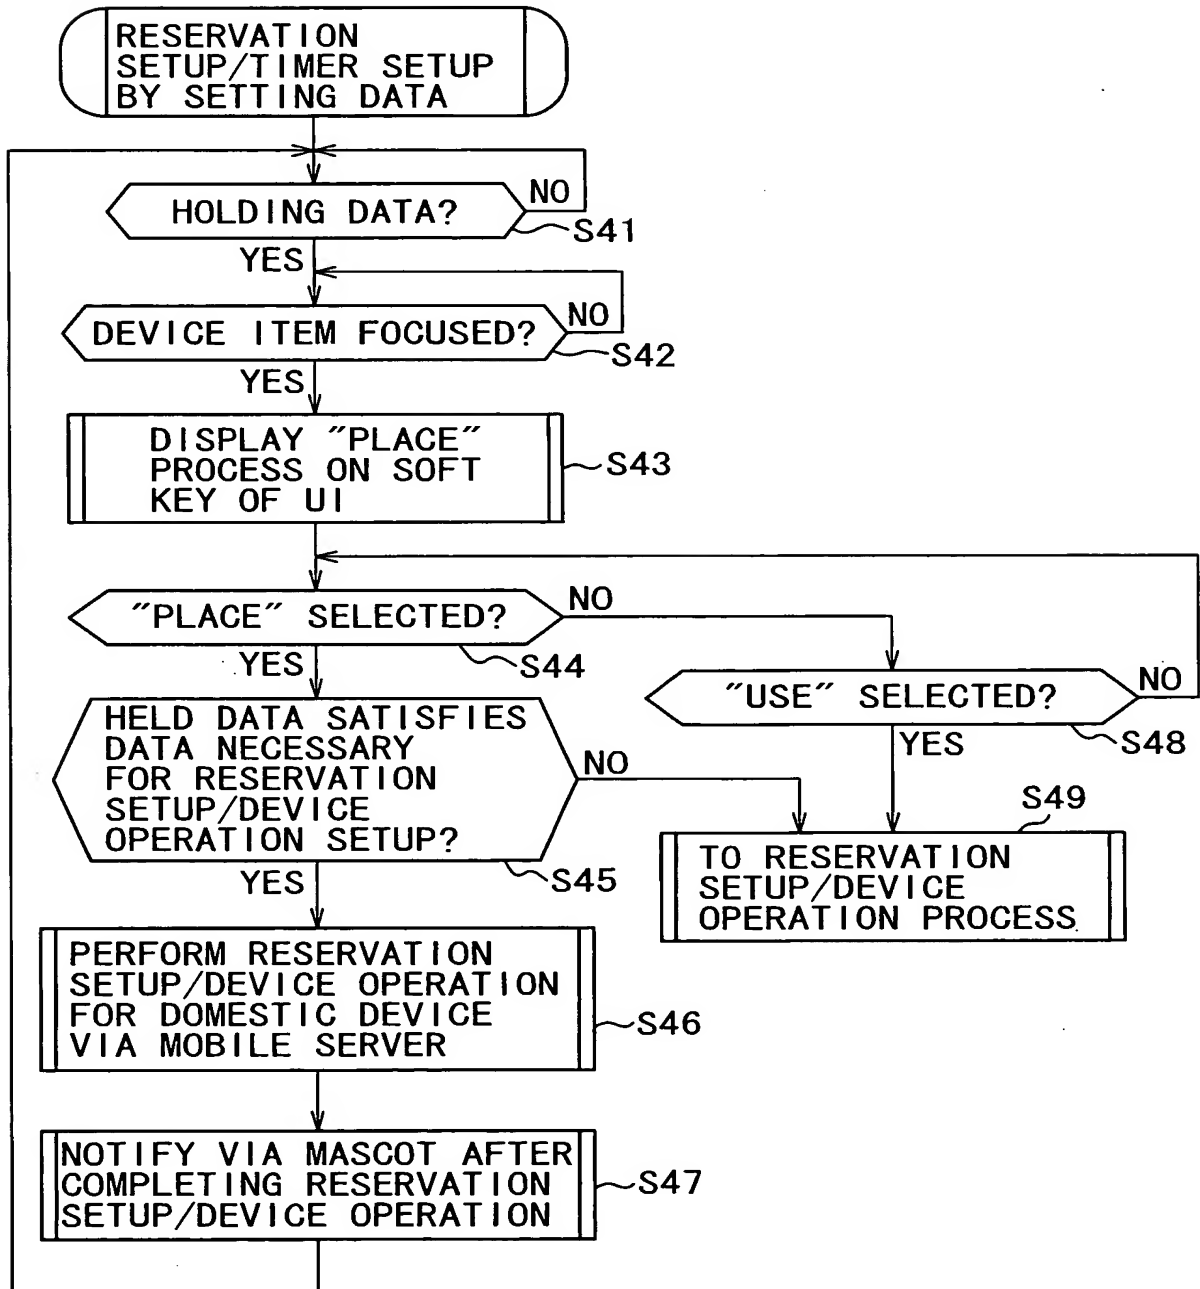 RESERVATION
SETUP/TIMER SETUP
BY SETTING DATA
HOLDING DATA?
NO
S41
YES
DEVICE ITEM FOCUSED?
NO
S42
YES
DISPLAY "PLACE"
PROCESS ON SOFT
KEY OF UI
S43
"PLACE" SELECTED?
NO
S44
YES
"USE" SELECTED?
NO
S48
YES
HELD DATA SATISFIES
DATA NECESSARY
FOR RESERVATION
SETUP/DEVICE
OPERATION SETUP?
NO
S45
YES
S49
TO RESERVATION
SETUP/DEVICE
OPERATION PROCESS
PERFORM RESERVATION
SETUP/DEVICE OPERATION
FOR DOMESTIC DEVICE
VIA MOBILE SERVER
S46
NOTIFY VIA MASCOT AFTER
COMPLETING RESERVATION
SETUP/DEVICE OPERATION
S47